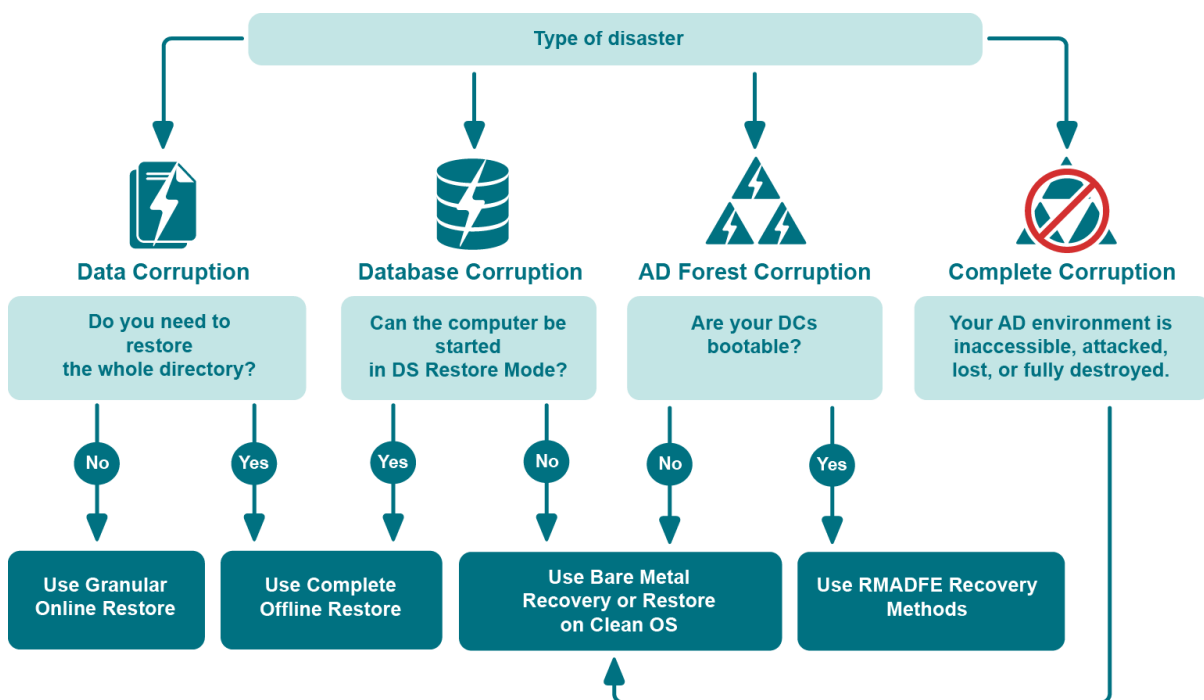 Type of disaster
Data Corruption
Database Corruption
AD Forest Corruption
Complete Corruption
Do you need to
restore
the whole directory?
Can the computer be
started
in DS Restore Mode?
Are your DCs
bootable?
Your AD environment is
inaccessible, attacked,
lost, or fully destroyed.
No
Yes
Yes
No
No
Yes
Use Granular
Online Restore
Use Complete
Offline Restore
Use Bare Metal
Recovery or Restore
on Clean OS
Use RMADFE Recovery
Methods